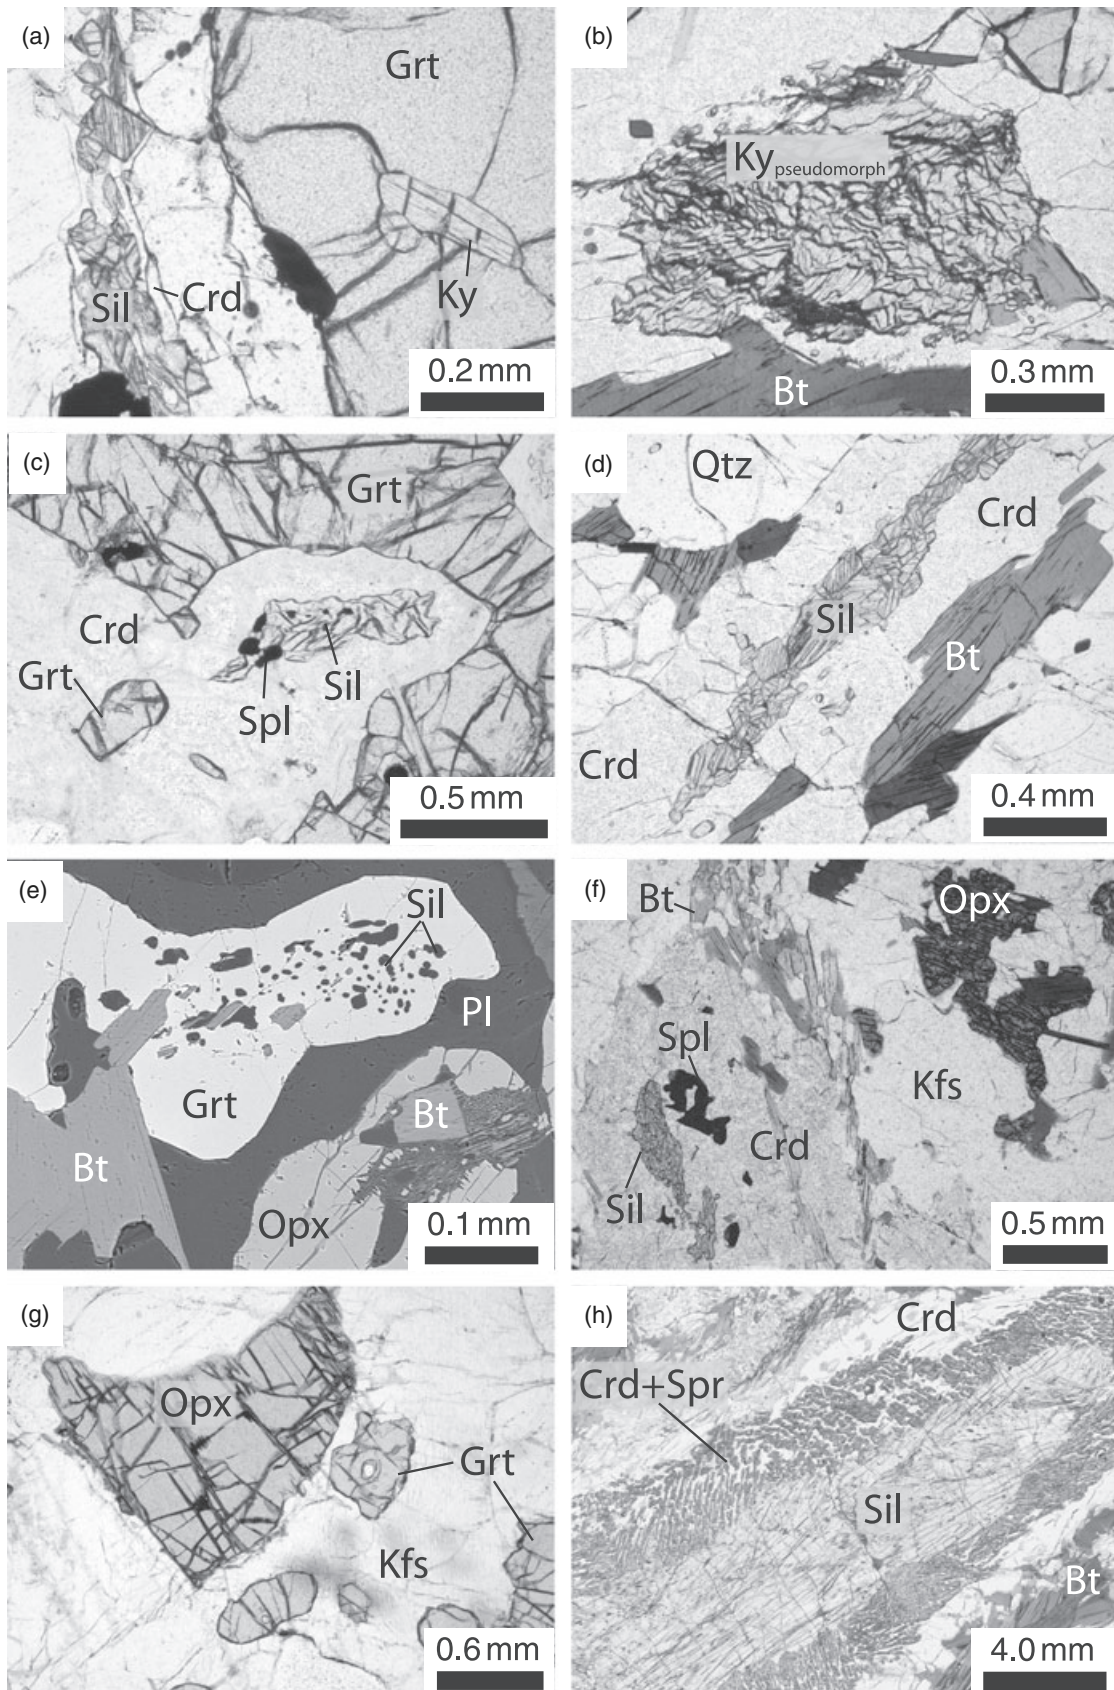 (a)
Grt
Sil
Crd
Ky
0.2 mm
(b)
Ky pseudomorph
Bt
0.3 mm
(c)
Grt
Crd
Grt
Spl
Sil
0.5 mm
(d)
Qtz
Crd
Sil
Bt
Crd
0.4 mm
(e)
Sil
Pl
Grt
Bt
Bt
Opx
0.1 mm
(f)
Bt
Opx
Spl
Kfs
Crd
Sil
0.5 mm
(g)
Opx
Grt
Kfs
0.6 mm
(h)
Crd
Crd+Spr
Sil
Bt
4.0 mm